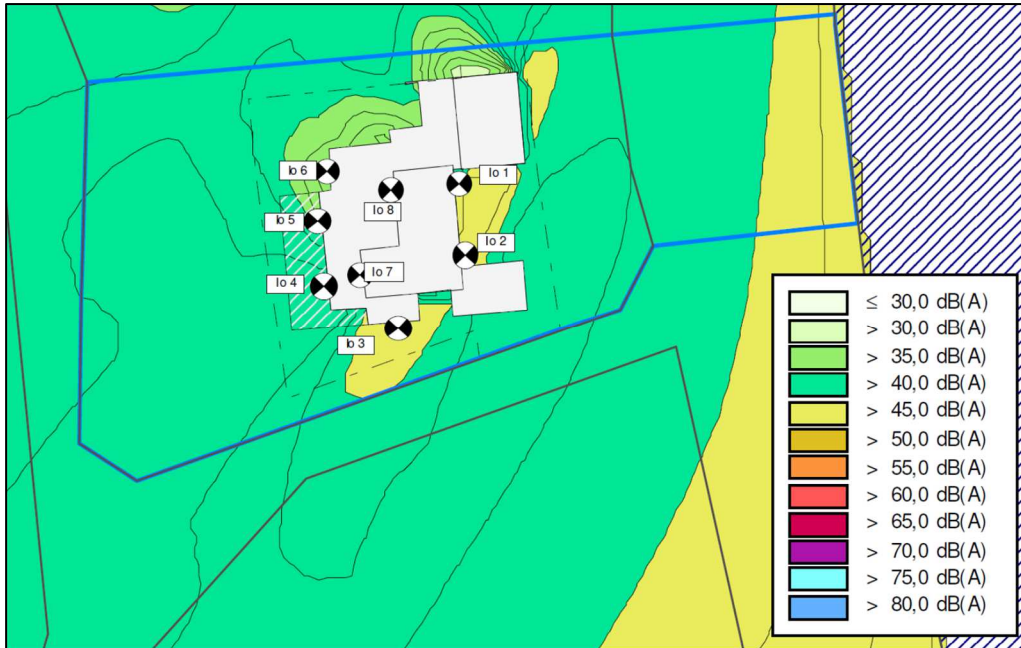 Io 6
Io 1
Io 8
Io 5
Io 2
Io 7
Io 4
Io 3
≤ 30,0 dB(A)
> 30,0 dB(A)
> 35,0 dB(A)
> 40,0 dB(A)
> 45,0 dB(A)
> 50,0 dB(A)
> 55,0 dB(A)
> 60,0 dB(A)
> 65,0 dB(A)
> 70,0 dB(A)
> 75,0 dB(A)
> 80,0 dB(A)